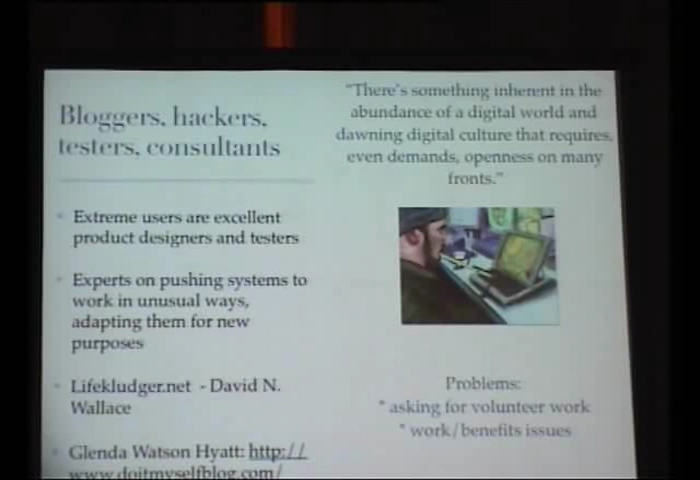 Bloggers, hackers,
testers, consultants
Extreme users are excellent
product designers and testers
Experts on pushing systems to
work in unusual ways,
adapting them for new
purposes
Lifekludger.net - David N.
Wallace
Glenda Watson Hyatt: http://
www.doitmyselfblog.com/
"There's something inherent in the
abundance of a digital world and
dawning digital culture that requires,
even demands, openness on many
fronts."
Problems:
* asking for volunteer work
* work/benefits issues